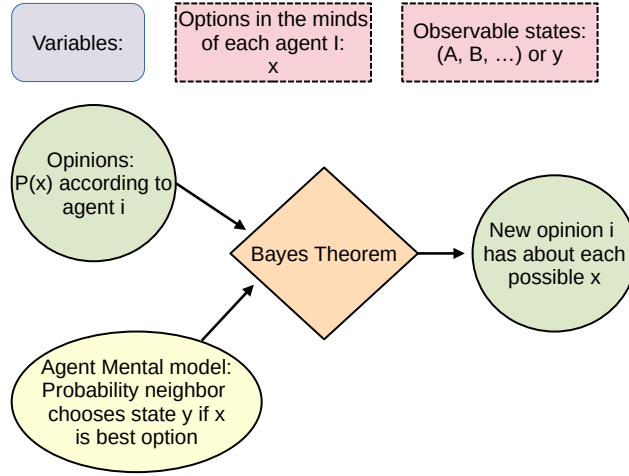 Variables:
Options in the minds
of each agent I:
x
Observable states:
(A, B, …) or y
Opinions:
P(x) according to
agent i
Bayes Theorem
New opinion i
has about each
possible x
Agent Mental model:
Probability neighbor
chooses state y if x
is best option